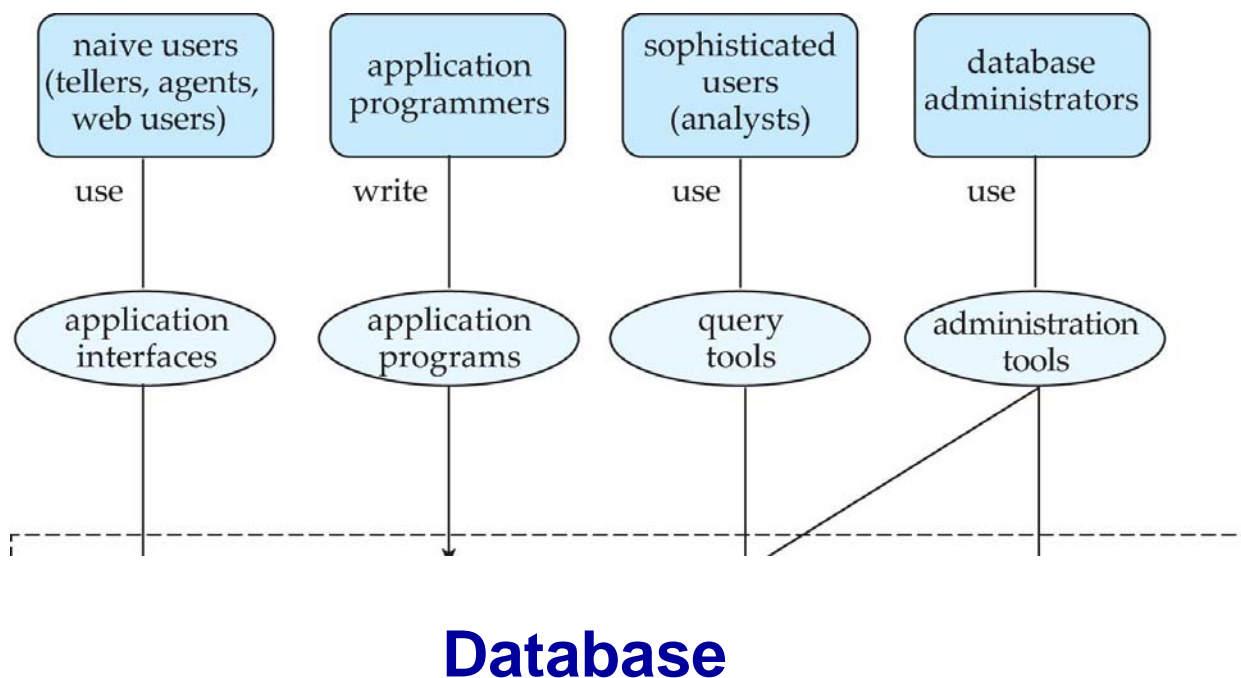 naive users
(tellers, agents,
web users)
application
programmers
sophisticated
users
(analysts)
database
administrators
use
write
use
use
application
interfaces
application
programs
query
tools
administration
tools
Database